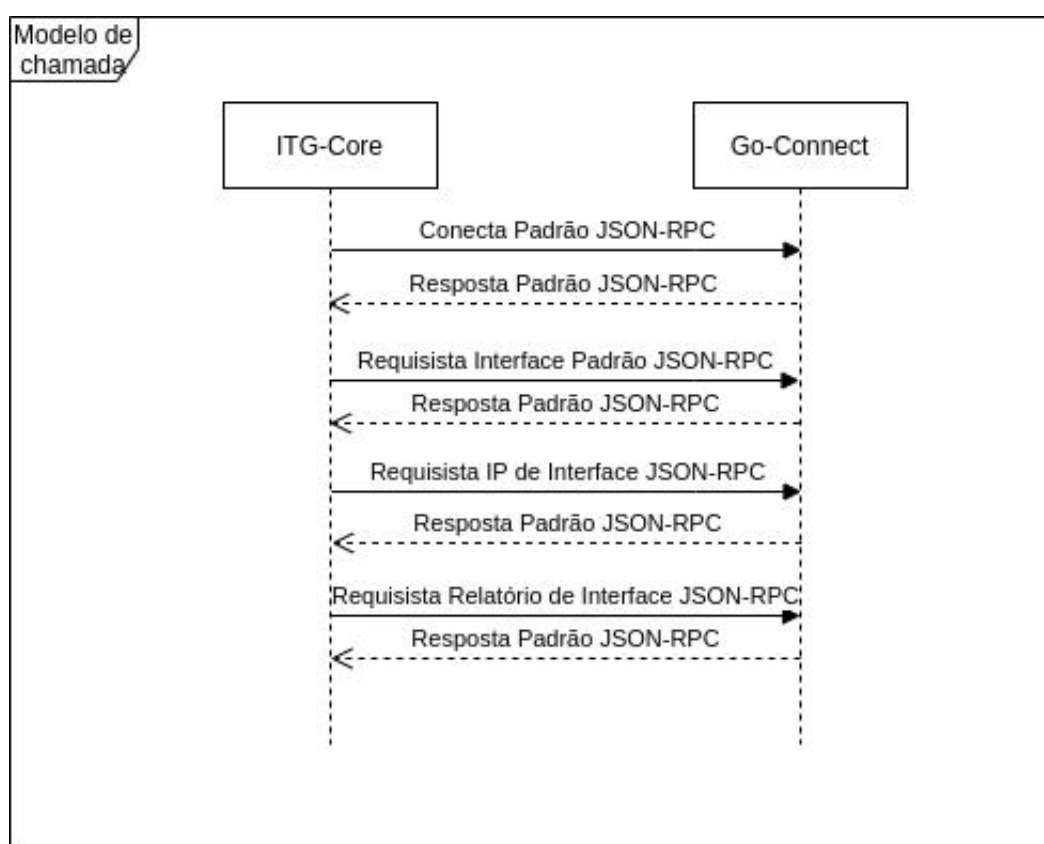 Modelo de
chamada
ITG-Core
Go-Connect
Conecta Padrão JSON-RPC
Resposta Padrão JSON-RPC
Requisista Interface Padrão JSON-RPC
Resposta Padrão JSON-RPC
Requisista IP de Interface JSON-RPC
Resposta Padrão JSON-RPC
Requisista Relatório de Interface JSON-RPC
Resposta Padrão JSON-RPC